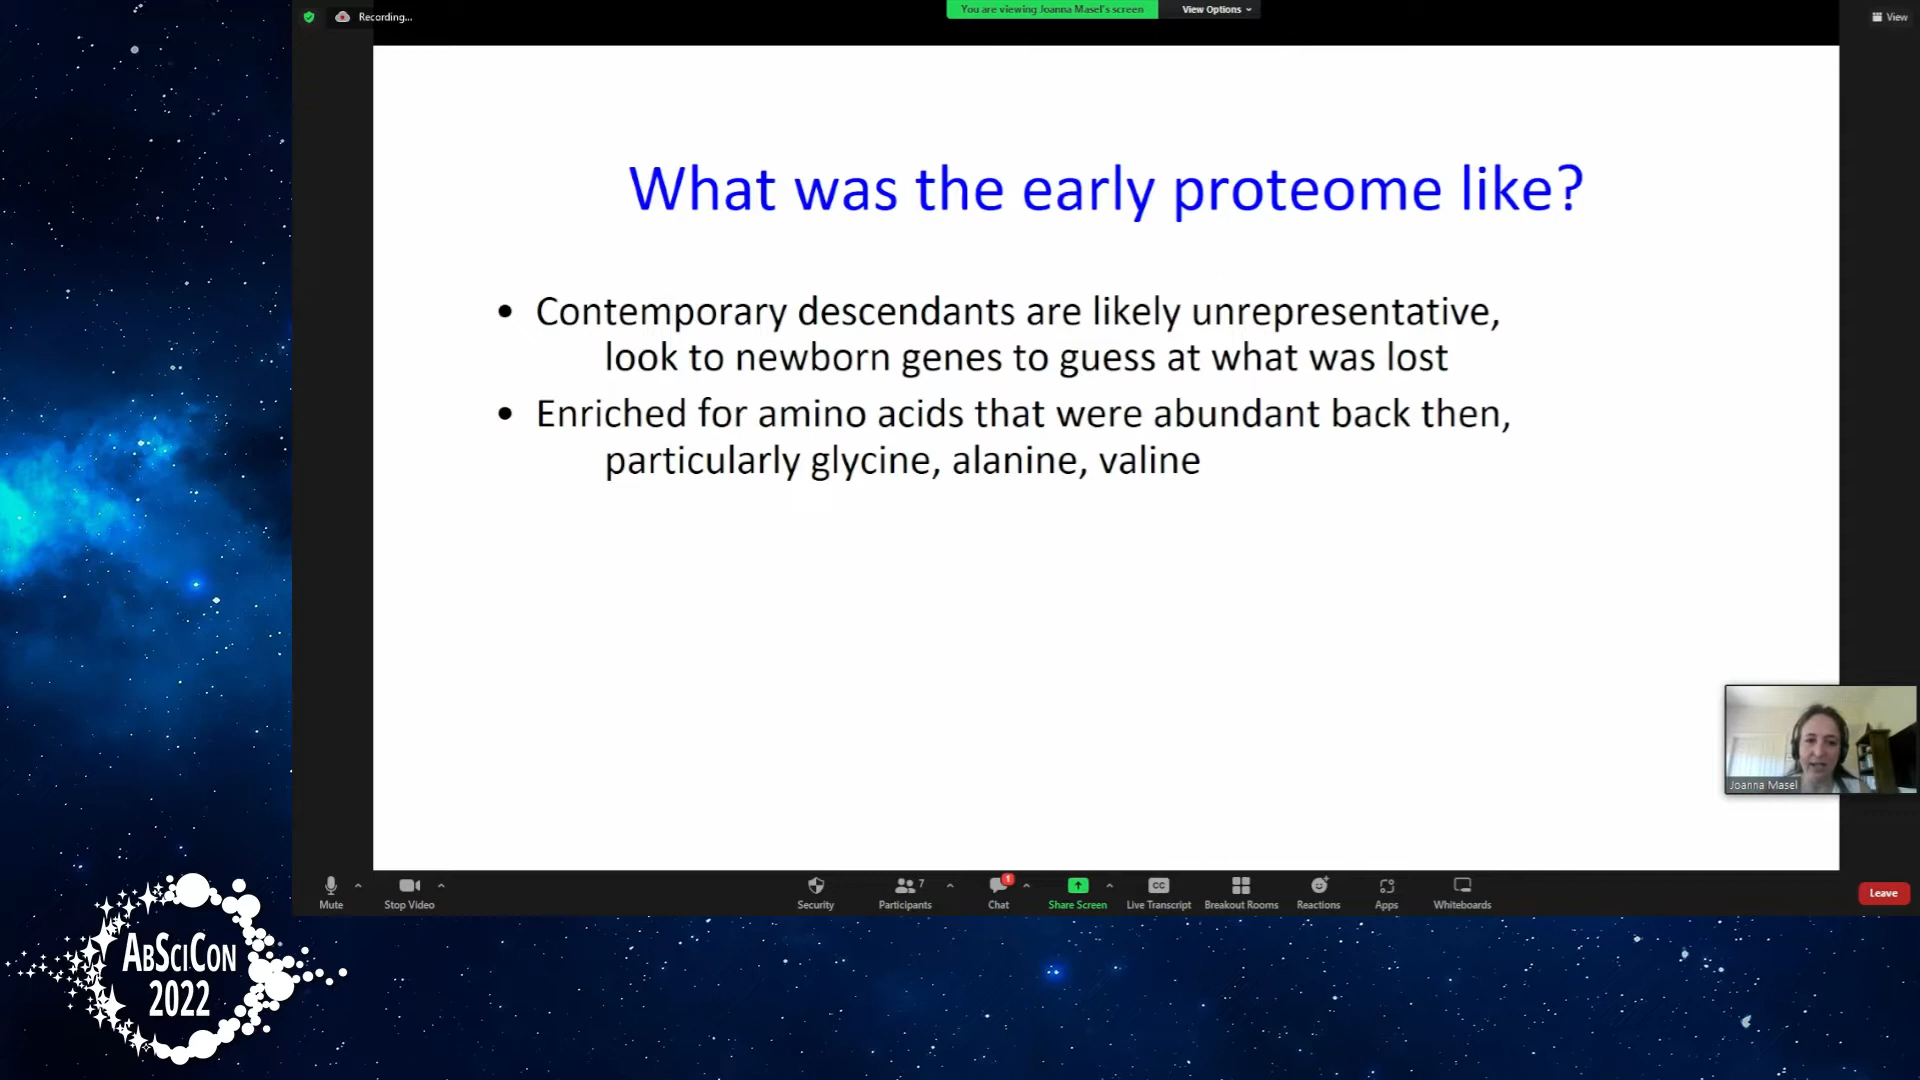 Recording...
You are viewing Joanna Masel's screen
View Options
View
What was the early proteome like?
• Contemporary descendants are likely unrepresentative,
look to newborn genes to guess at what was lost
• Enriched for amino acids that were abundant back then,
particularly glycine, alanine, valine
Joanna Masel
Mute
Stop Video
Security
7
Participants
1
Chat
Share Screen
CC
Live Transcript
Breakout Rooms
Reactions
Apps
Whiteboards
Leave
ABSCICON
2022